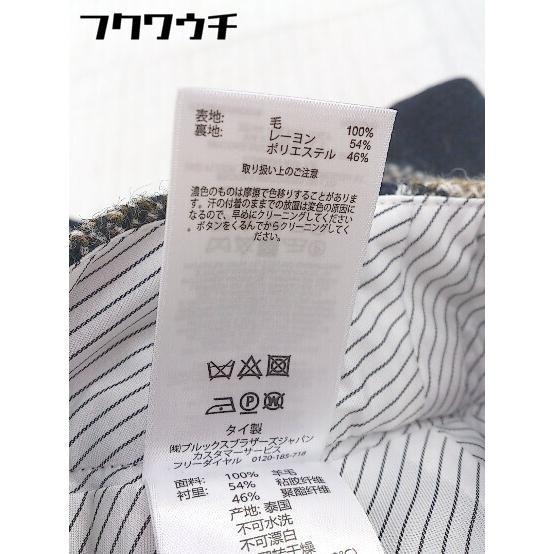 フクワウチ
表地: 毛 100%
裏地: レーヨン 54%
ポリエステル 46%
取り扱い上のご注意
濃色のものは摩擦で色移りすることがありま
す。汗の付着のままでの放置は変色の原因に
なるので、早めにクリーニングしてください
。ボタンをくるんでからクリーニングしてくだ
さい。
タイ製
㈱ブルックスブラザーズジャパン
カスタマーサービス
フリーダイヤル 0120-185-718
面料: 100% 羊毛
衬里: 54% 粘胶纤维
46% 聚酯纤维
产地: 泰国
不可水洗
不可漂白